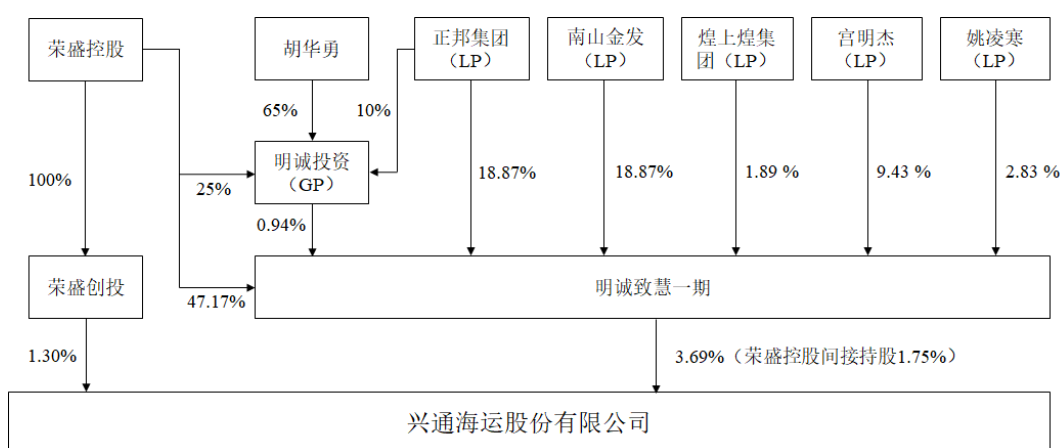 荣盛控股
胡华勇
正邦集团
（LP）
南山金发
（LP）
煌上煌集
团（LP）
宫明杰
（LP）
姚凌寒
（LP）
65%
10%
明诚投资
（GP）
100%
25%
18.87%
18.87%
1.89 %
9.43 %
2.83 %
0.94%
荣盛创投
明诚致慧一期
47.17%
1.30%
3.69%（荣盛控股间接持股1.75%）
兴通海运股份有限公司